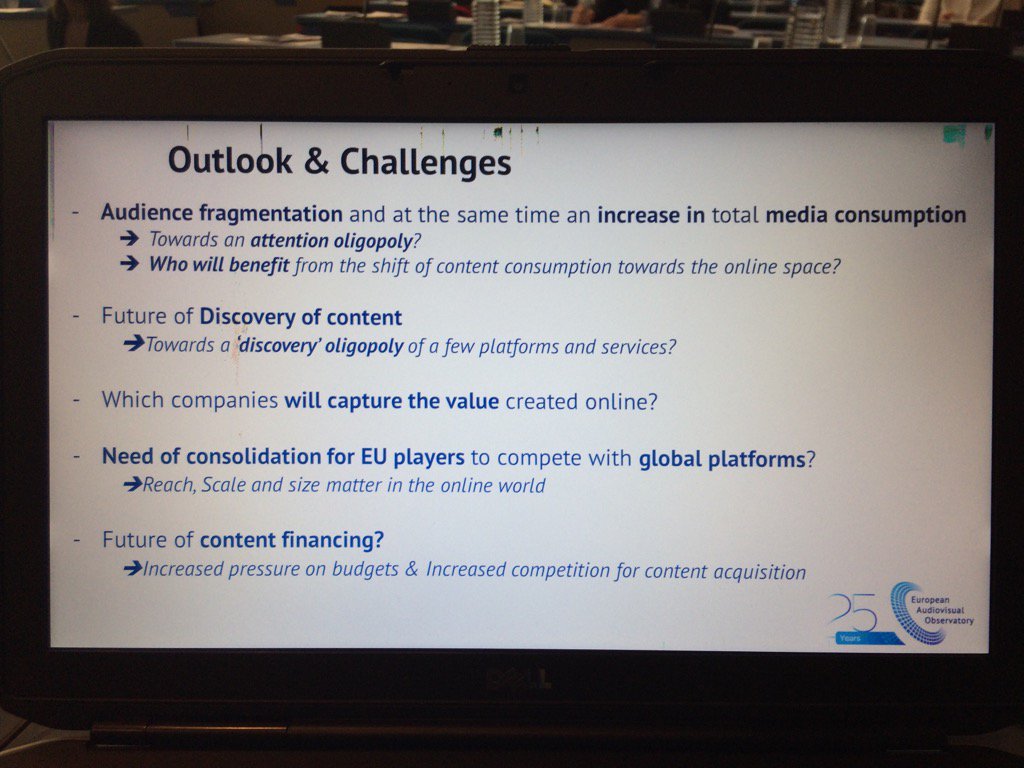 Outlook & Challenges
- Audience fragmentation and at the same time an increase in total media consumption
➔ Towards an attention oligopoly?
➔ Who will benefit from the shift of content consumption towards the online space?
- Future of Discovery of content
➔Towards a 'discovery' oligopoly of a few platforms and services?
- Which companies will capture the value created online?
- Need of consolidation for EU players to compete with global platforms?
➔Reach, Scale and size matter in the online world
- Future of content financing?
➔Increased pressure on budgets & Increased competition for content acquisition
25
Years
European
Audiovisual
Observatory
DELL